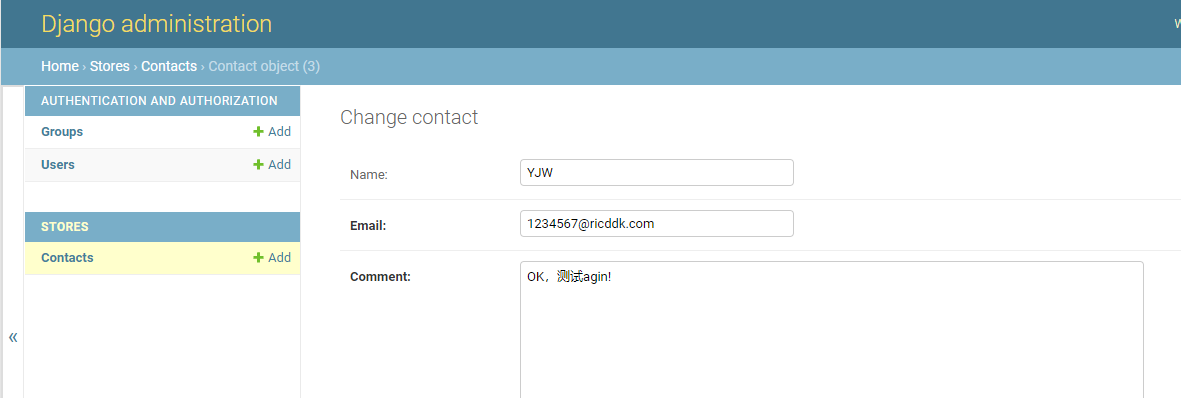 Django administration
W
Home › Stores › Contacts › Contact object (3)
AUTHENTICATION AND AUTHORIZATION
Groups + Add
Users + Add
STORES
Contacts + Add
«
Change contact
Name: YJW
Email: 1234567@ricddk.com
Comment: OK，测试agin!